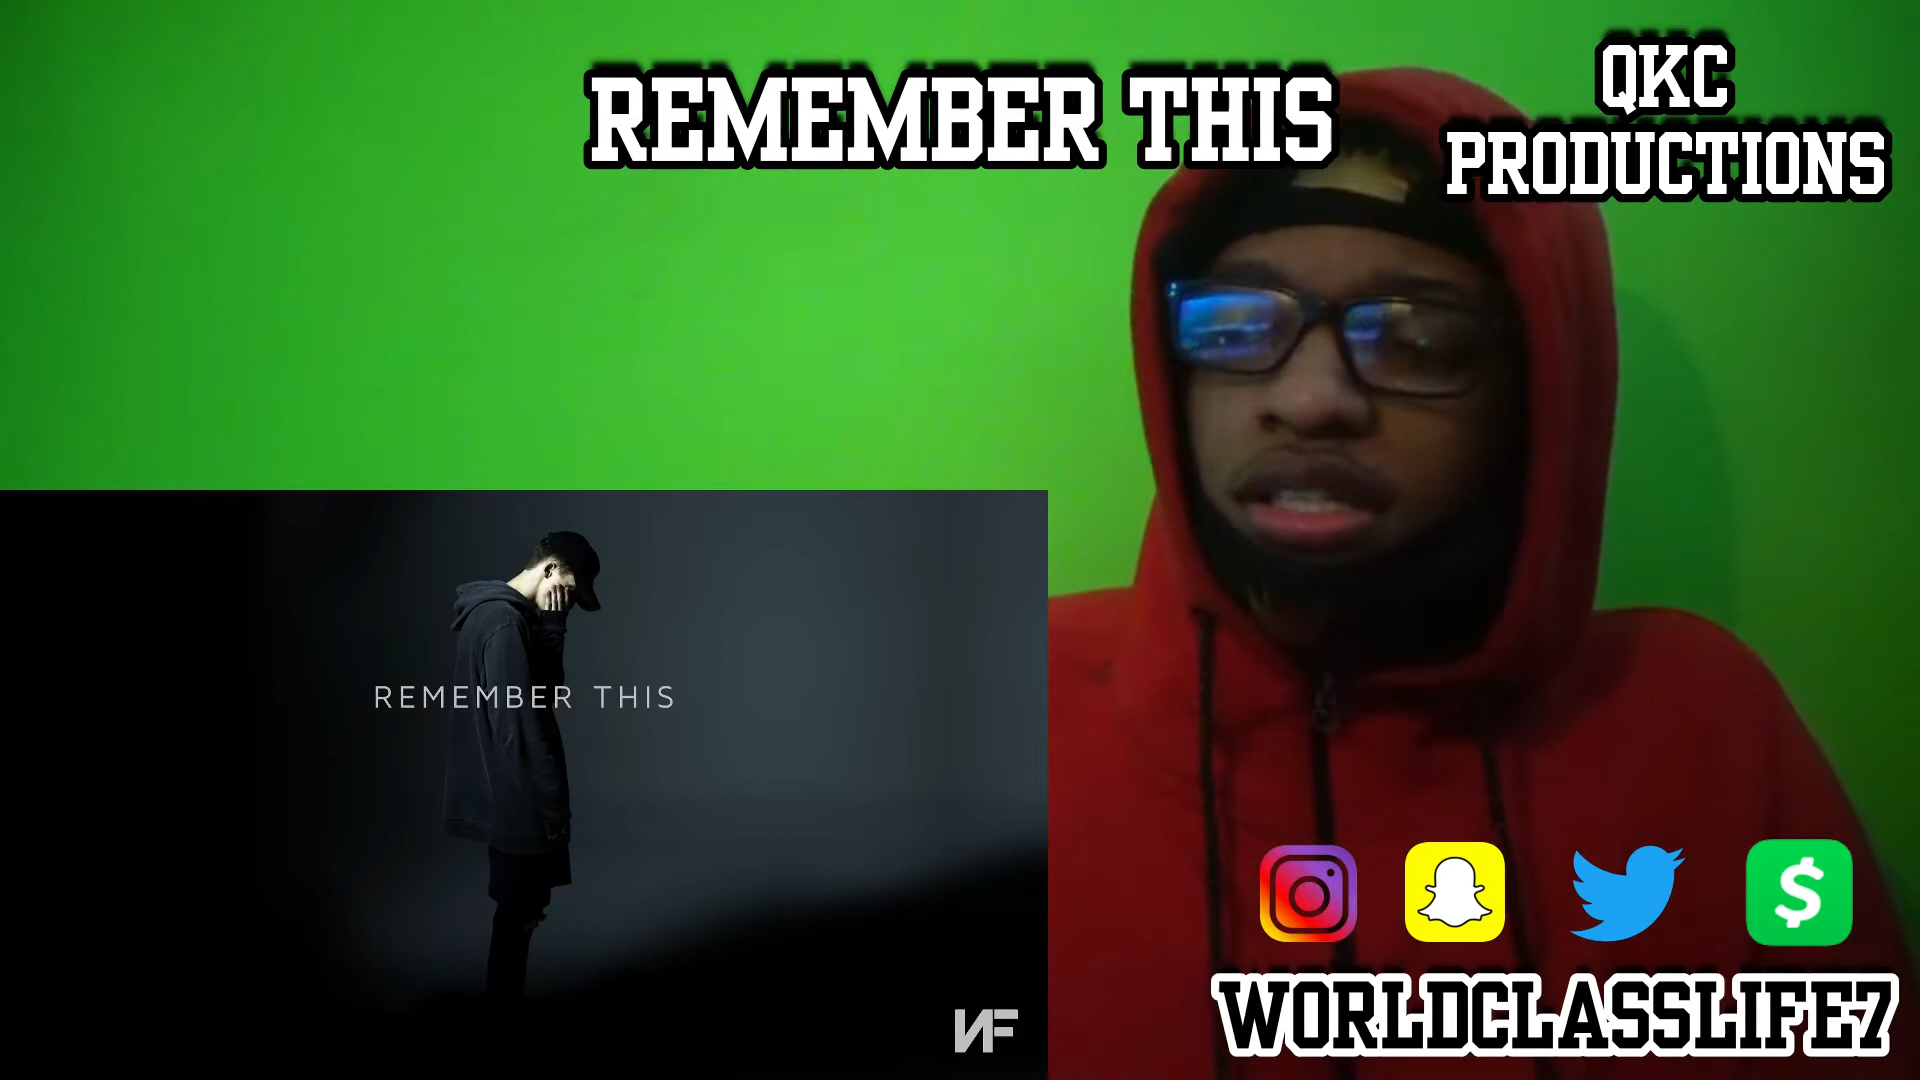 REMEMBER THIS
QKC
PRODUCTIONS
REMEMBER THIS
NF
$
WORLDCLASSLIFE7